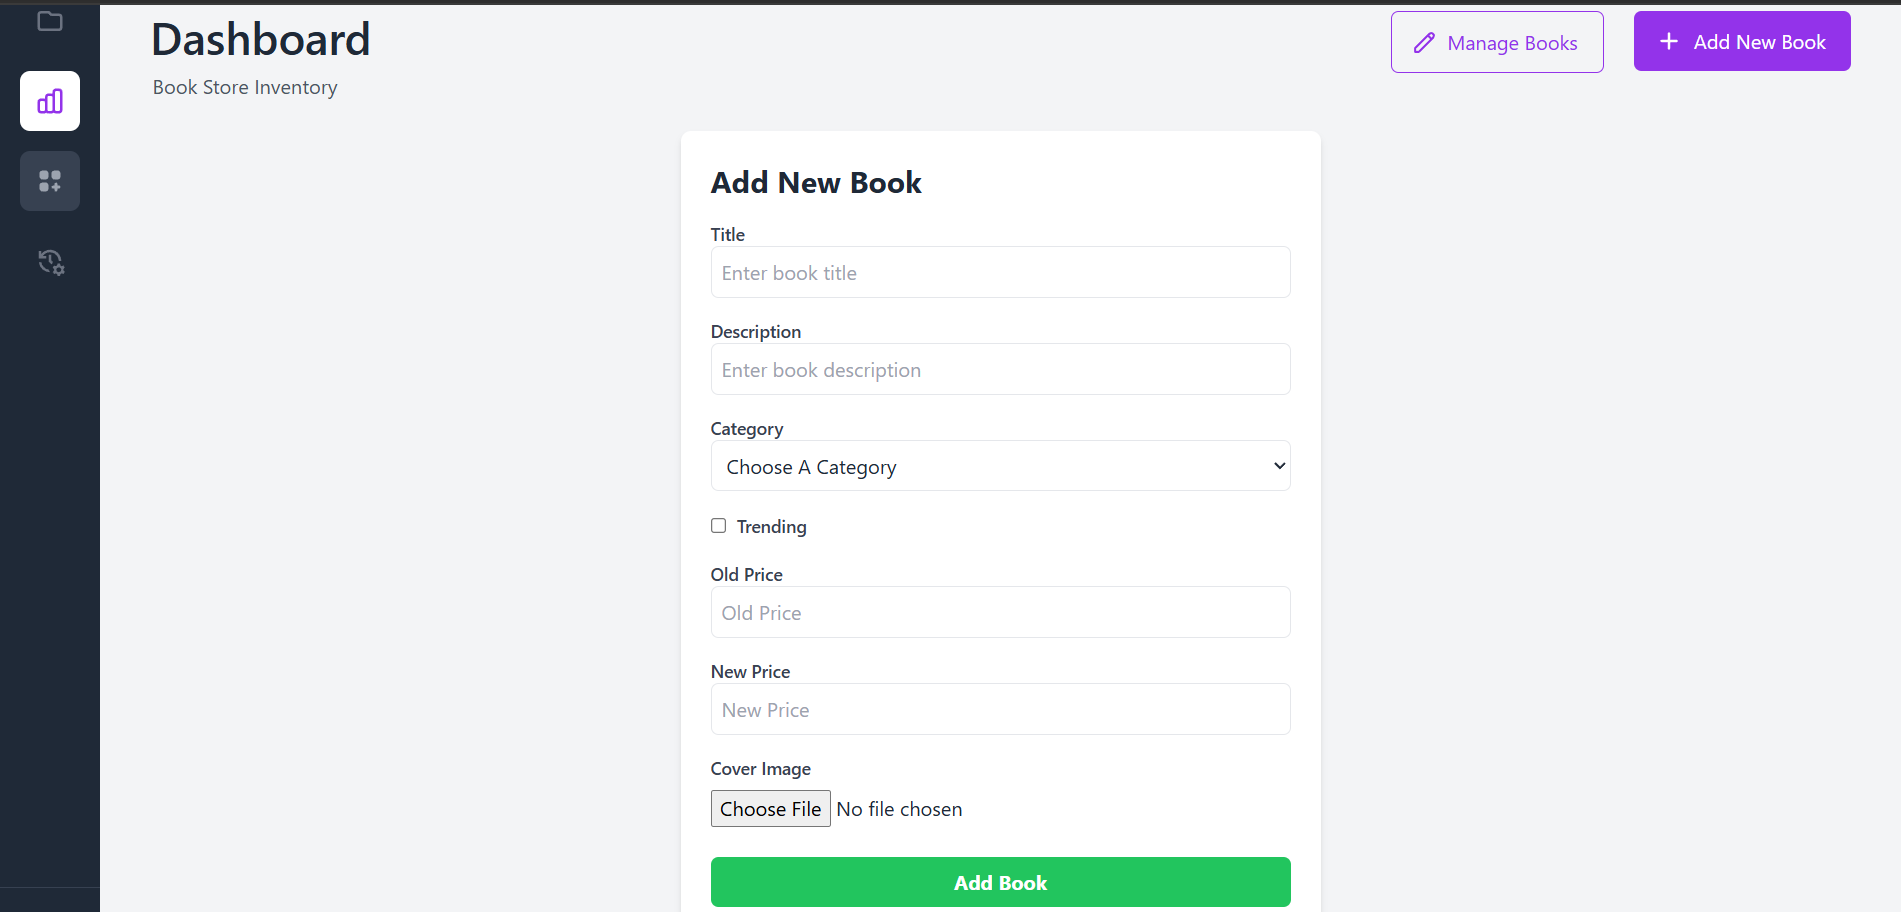 Dashboard
Book Store Inventory
Manage Books
Add New Book
Add New Book
Title
Enter book title
Description
Enter book description
Category
Choose A Category
Trending
Old Price
Old Price
New Price
New Price
Cover Image
Choose File No file chosen
Add Book